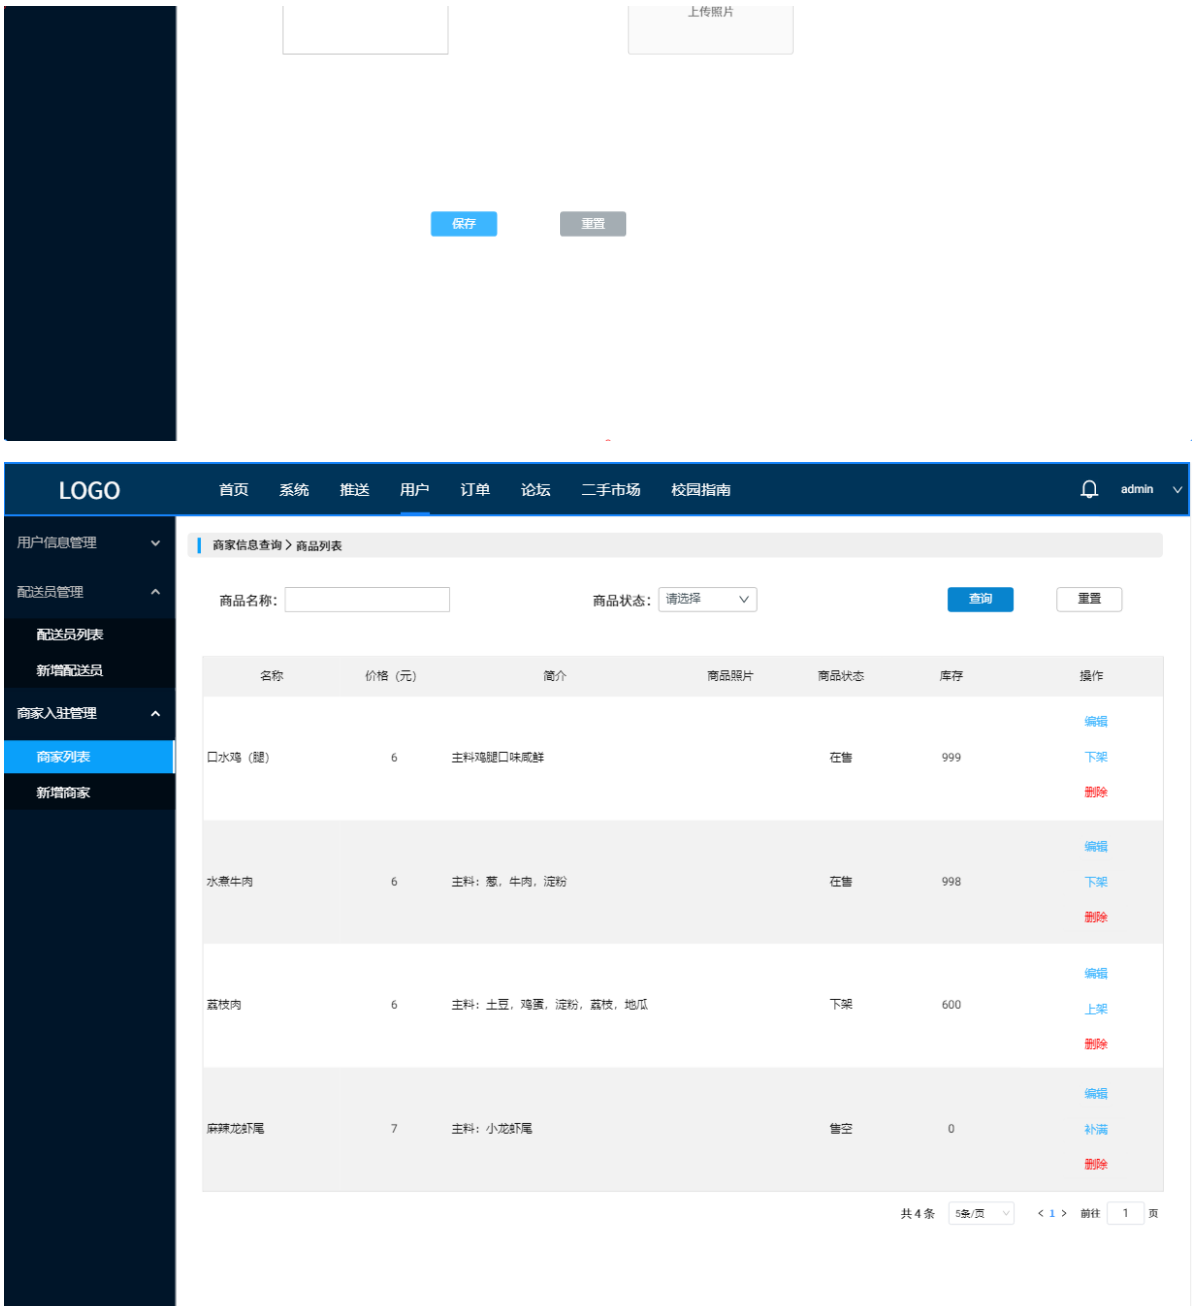 上传照片
保存 重置
LOGO 首页 系统 推送 用户 订单 论坛 二手市场 校园指南 admin
用户信息管理
配送员管理
配送员列表
新增配送员
商家入驻管理
商家列表
新增商家
商家信息查询 > 商品列表
商品名称： 商品状态： 请选择 查询 重置
名称 价格（元） 简介 商品照片 商品状态 库存 操作
口水鸡（腿） 6 主料鸡腿口味咸鲜 在售 999 编辑 下架 删除
水煮牛肉 6 主料：葱，牛肉，淀粉 在售 998 编辑 下架 删除
荔枝肉 6 主料：土豆，鸡蛋，淀粉，荔枝，地瓜 下架 600 编辑 上架 删除
麻辣龙虾尾 7 主料：小龙虾尾 售空 0 编辑 补满 删除
共 4 条 5条/页 < 1 > 前往 1 页